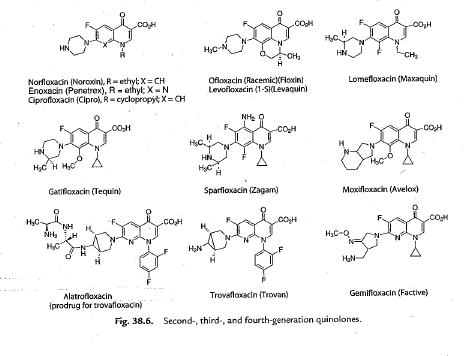 Norfloxacin (Noroxin), R = ethyl; X = CH
Enoxacin (Penetrex), R = ethyl; X = N
Ciprofloxacin (Cipro), R = cyclopropyl; X = CH
Ofloxacin (Racemic)(Floxin)
Levofloxacin (1-S)(Levaquin)
Lomefloxacin (Maxaquin)
Gatifloxacin (Tequin)
Sparfloxacin (Zagam)
Moxifloxacin (Avelox)
Alatrofloxacin
(prodrug for trovafloxacin)
Trovafloxacin (Trovan)
Gemifloxacin (Factive)
Fig. 38.6. Second-, third-, and fourth-generation quinolones.